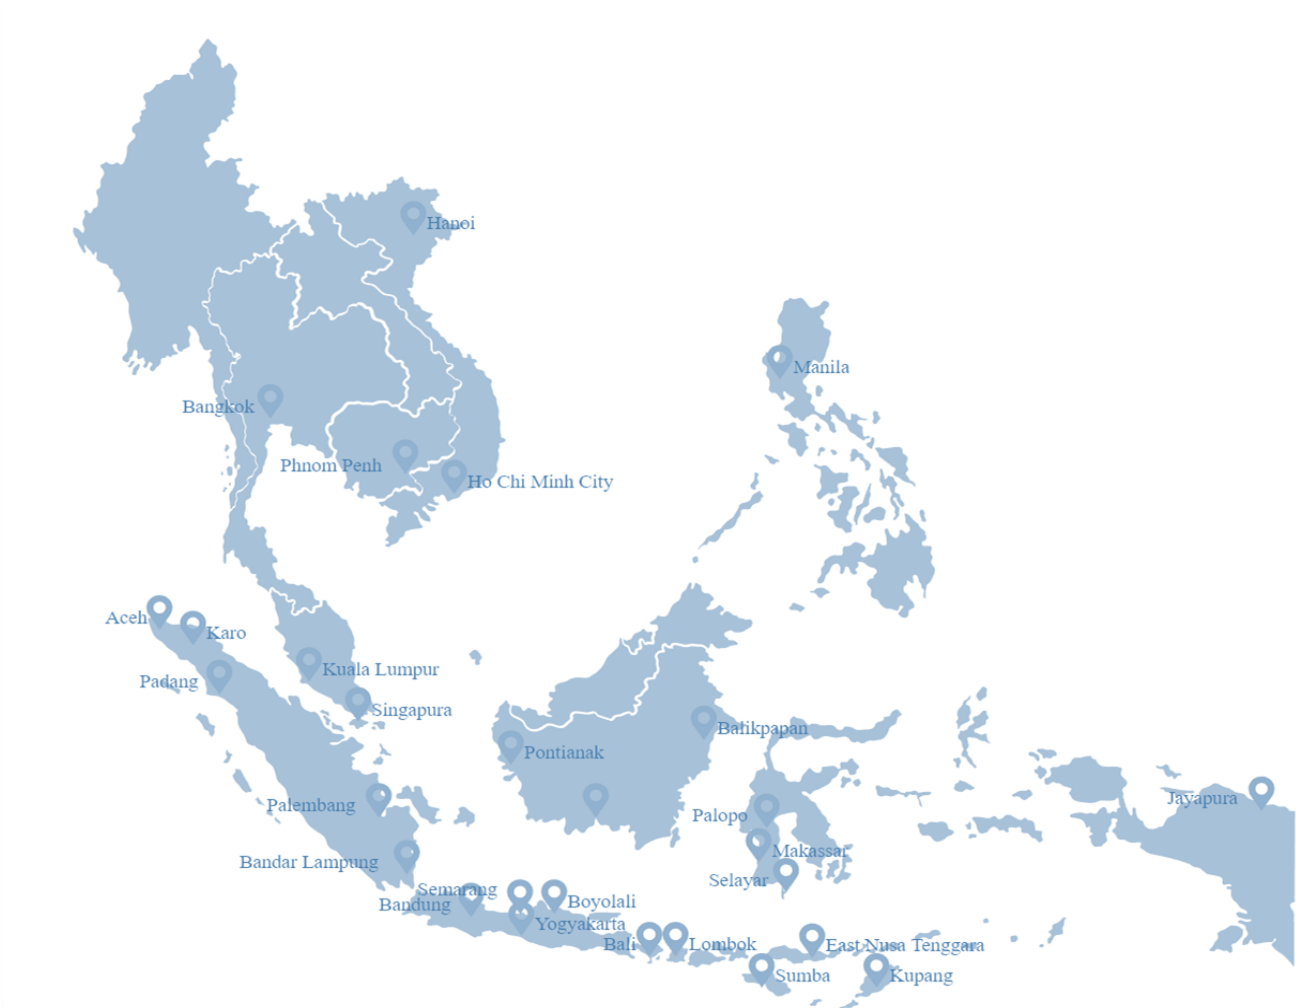 Hanoi
Manila
Bangkok
Phnom Penh
Ho Chi Minh City
Aceh
Karo
Kuala Lumpur
Padang
Singapura
Balikpapan
Pontianak
Jayapura
Palembang
Palopo
Makassar
Bandar Lampung
Selayar
Semarang
Boyolali
Bandung
Yogyakarta
Bali
Lombok
East Nusa Tenggara
Sumba
Kupang